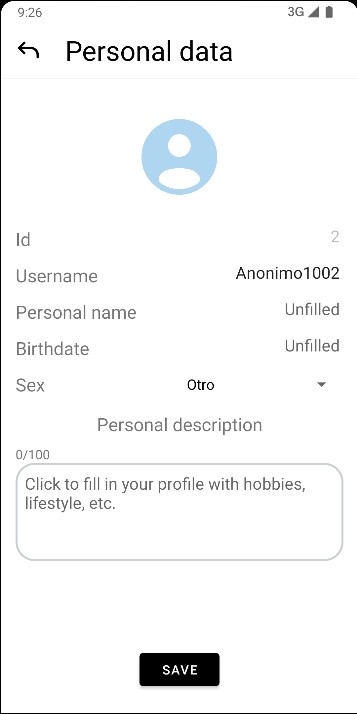 9:26 3G
Personal data
Id 2
Username Anonimo1002
Personal name Unfilled
Birthdate Unfilled
Sex Otro
Personal description
0/100
Click to fill in your profile with hobbies,
lifestyle, etc.
SAVE